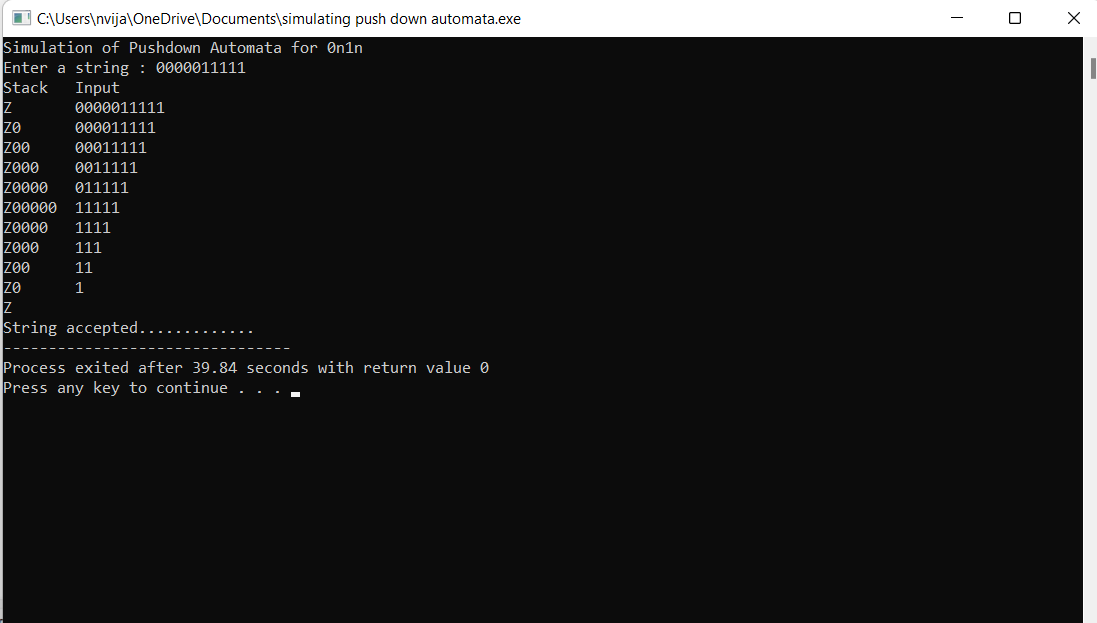 C:\Users\nvija\OneDrive\Documents\simulating push down automata.exe
Simulation of Pushdown Automata for 0n1n
Enter a string : 0000011111
Stack   Input
Z       0000011111
Z0      000011111
Z00     00011111
Z000    0011111
Z0000   011111
Z00000  11111
Z0000   1111
Z000    111
Z00     11
Z0      1
Z
String accepted.............
--------------------------------
Process exited after 39.84 seconds with return value 0
Press any key to continue . . .